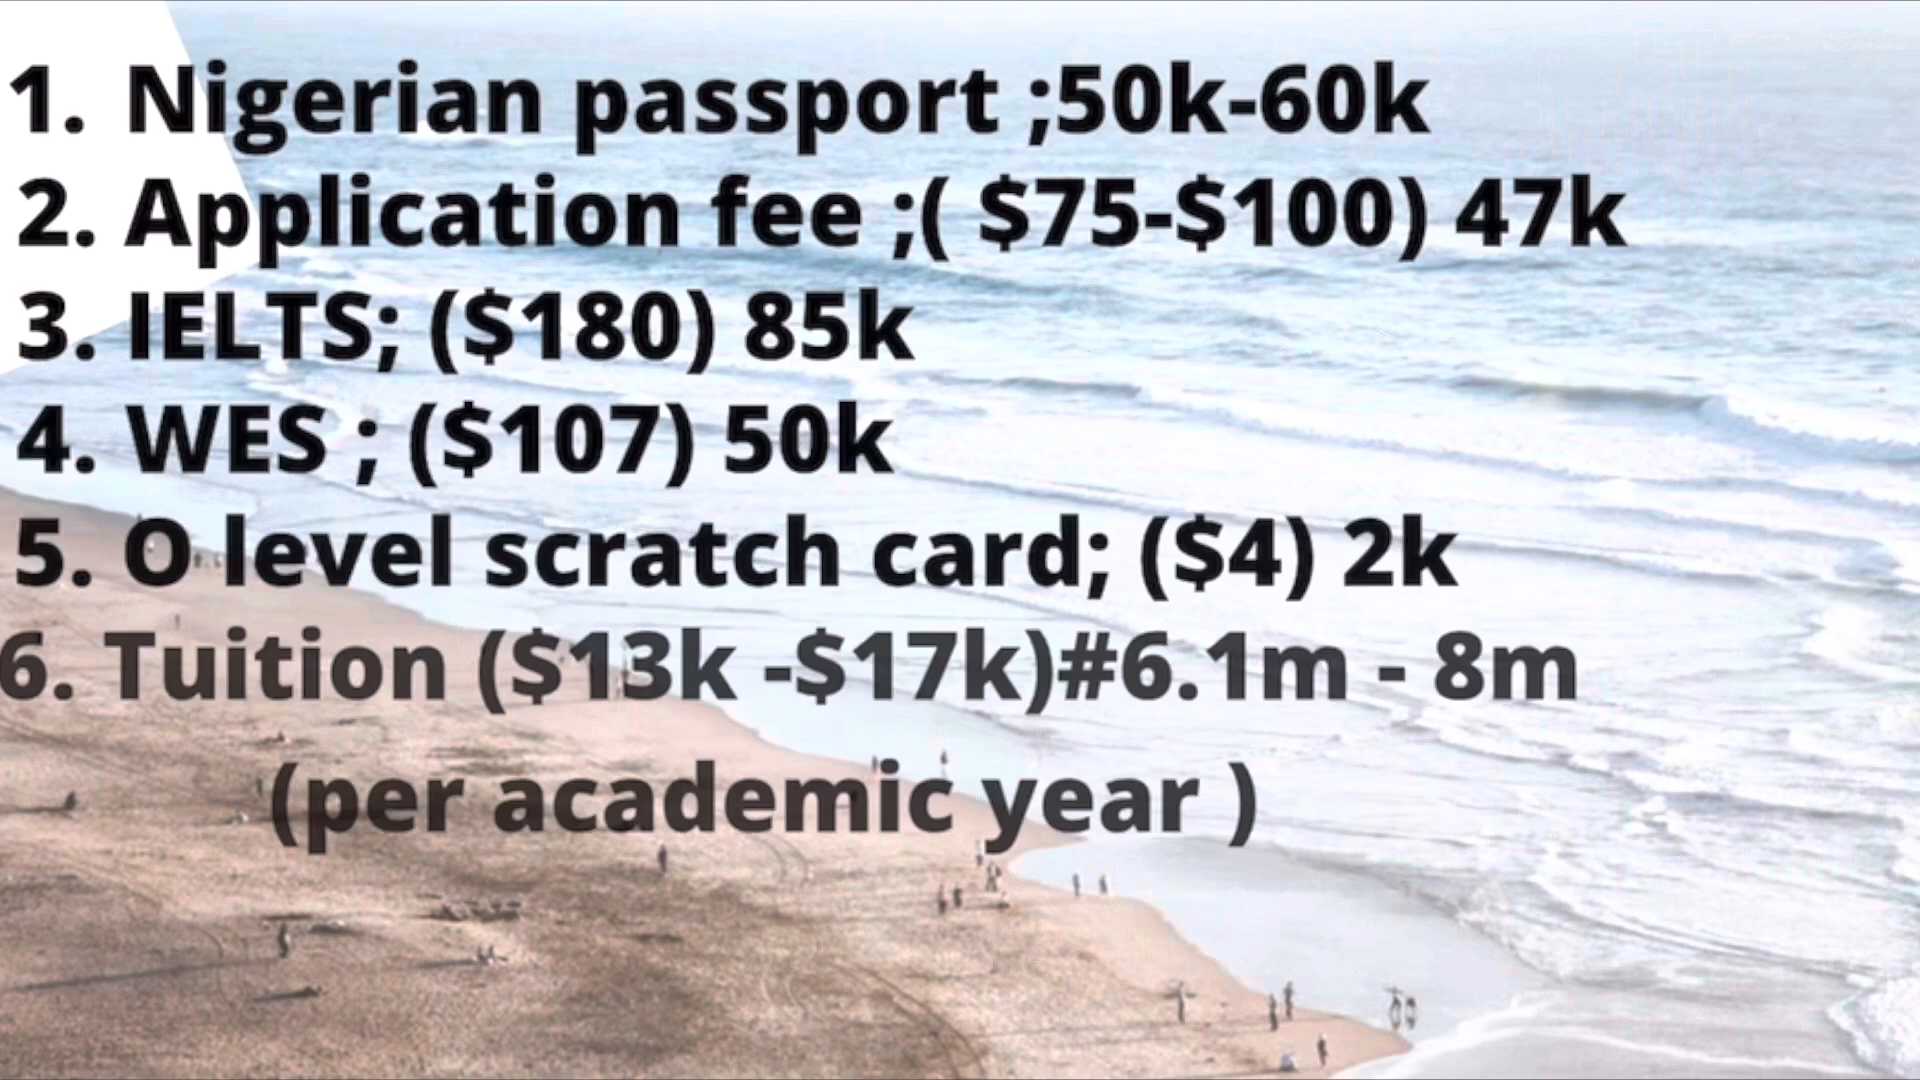 1. Nigerian passport ;50k-60k
2. Application fee ;( $75-$100) 47k
3. IELTS; ($180) 85k
4. WES ; ($107) 50k
5. O level scratch card; ($4) 2k
6. Tuition ($13k -$17k)#6.1m - 8m
(per academic year )